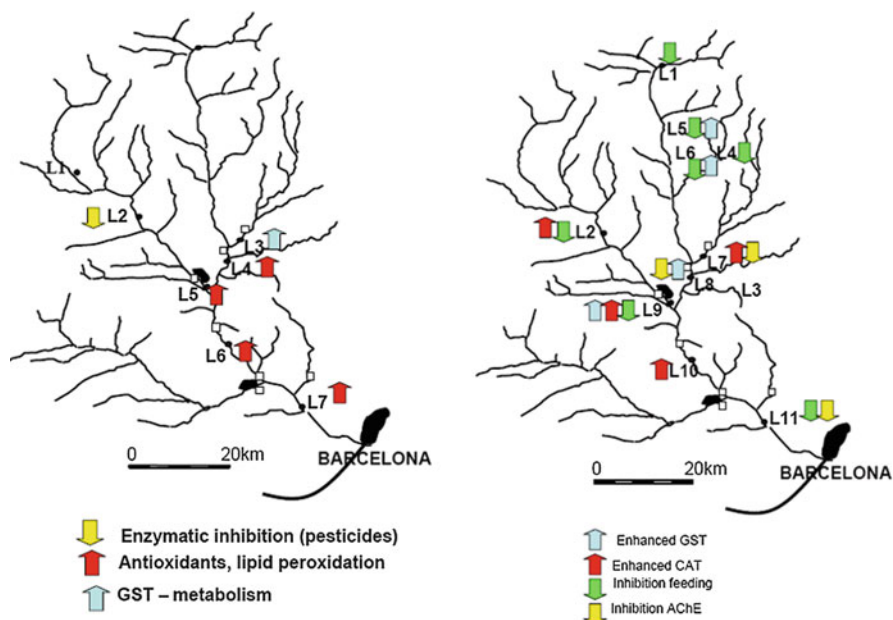 L1
L2
L3
L4
L5
L6
L7
BARCELONA
0 20km
Enzymatic inhibition (pesticides)
Antioxidants, lipid peroxidation
GST – metabolism
L1
L5
L6
L4
L2
L7
L8
L3
L9
L10
L11
BARCELONA
0 20km
Enhanced GST
Enhanced CAT
Inhibition feeding
Inhibition AChE